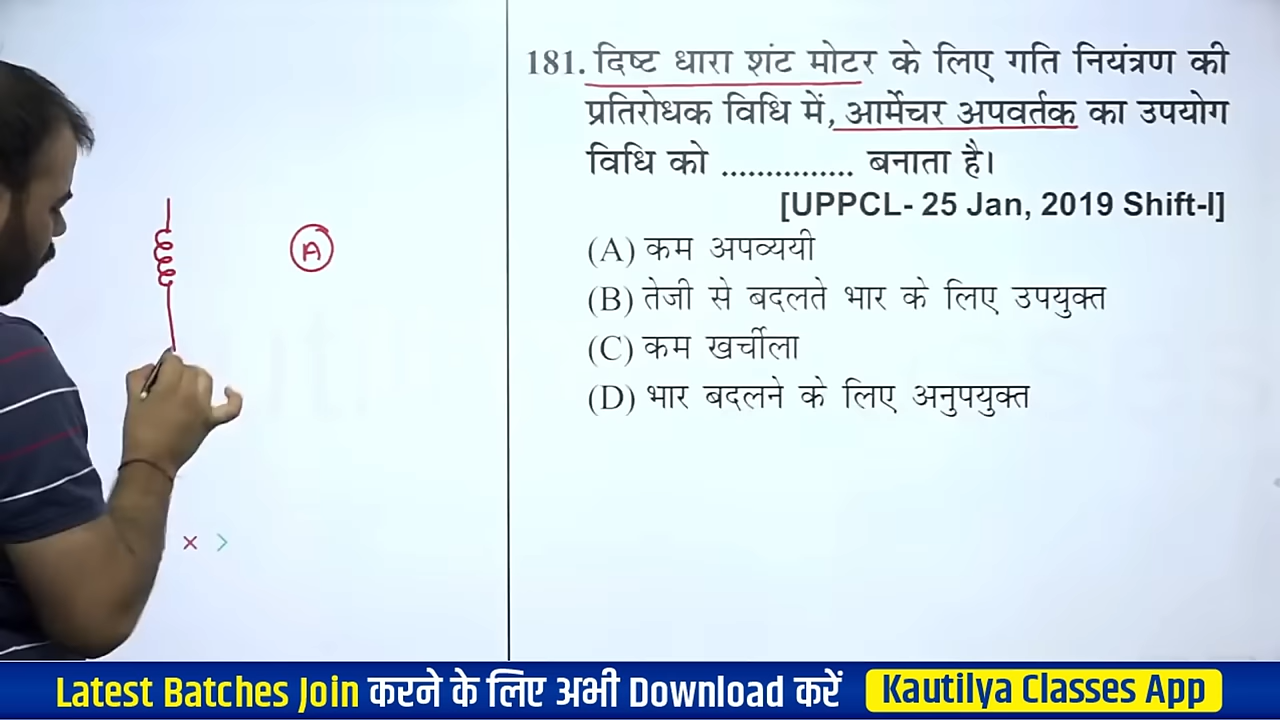 181. दिष्ट धारा शंट मोटर के लिए गति नियंत्रण की
प्रतिरोधक विधि में, आर्मेचर अपवर्तक का उपयोग
विधि को ............... बनाता है।
[UPPCL- 25 Jan, 2019 Shift-I]
(A) कम अपव्ययी
(B) तेजी से बदलते भार के लिए उपयुक्त
(C) कम खर्चीला
(D) भार बदलने के लिए अनुपयुक्त
A
Latest Batches Join करने के लिए अभी Download करें Kautilya Classes App